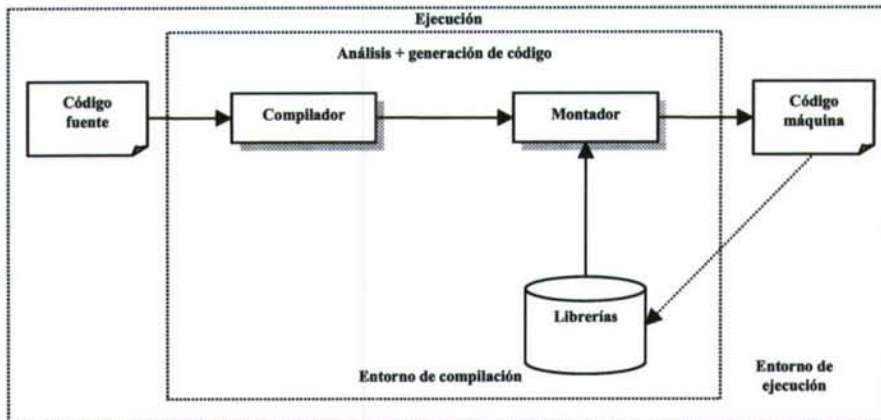 Ejecución
Análisis + generación de código
Código
fuente
Compilador
Montador
Código
máquina
Librerías
Entorno de compilación
Entorno de
ejecución